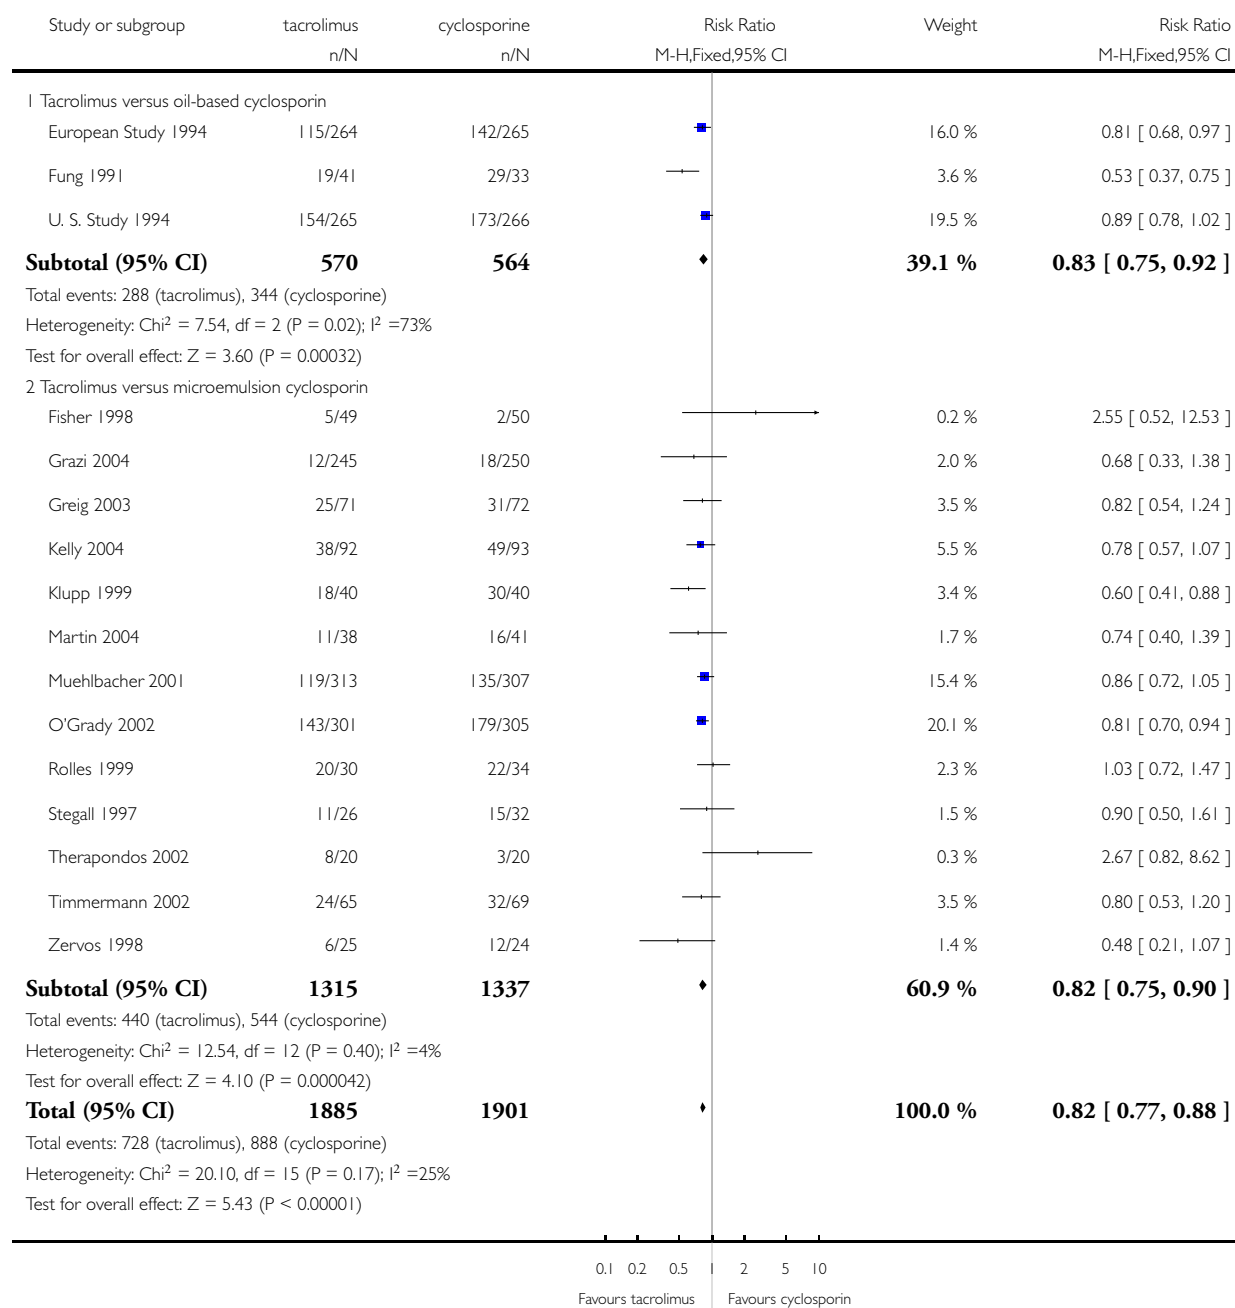 Study or subgroup tacrolimus cyclosporine Risk Ratio Weight Risk Ratio
n/N n/N M-H,Fixed,95% CI M-H,Fixed,95% CI
1 Tacrolimus versus oil-based cyclosporin
European Study 1994 115/264 142/265 16.0 % 0.81 [ 0.68, 0.97 ]
Fung 1991 19/41 29/33 3.6 % 0.53 [ 0.37, 0.75 ]
U. S. Study 1994 154/265 173/266 19.5 % 0.89 [ 0.78, 1.02 ]
Subtotal (95% CI) 570 564 39.1 % 0.83 [ 0.75, 0.92 ]
Total events: 288 (tacrolimus), 344 (cyclosporine)
Heterogeneity: Chi² = 7.54, df = 2 (P = 0.02); I² =73%
Test for overall effect: Z = 3.60 (P = 0.00032)
2 Tacrolimus versus microemulsion cyclosporin
Fisher 1998 5/49 2/50 0.2 % 2.55 [ 0.52, 12.53 ]
Grazi 2004 12/245 18/250 2.0 % 0.68 [ 0.33, 1.38 ]
Greig 2003 25/71 31/72 3.5 % 0.82 [ 0.54, 1.24 ]
Kelly 2004 38/92 49/93 5.5 % 0.78 [ 0.57, 1.07 ]
Klupp 1999 18/40 30/40 3.4 % 0.60 [ 0.41, 0.88 ]
Martin 2004 11/38 16/41 1.7 % 0.74 [ 0.40, 1.39 ]
Muehlbacher 2001 119/313 135/307 15.4 % 0.86 [ 0.72, 1.05 ]
O'Grady 2002 143/301 179/305 20.1 % 0.81 [ 0.70, 0.94 ]
Rolles 1999 20/30 22/34 2.3 % 1.03 [ 0.72, 1.47 ]
Stegall 1997 11/26 15/32 1.5 % 0.90 [ 0.50, 1.61 ]
Therapondos 2002 8/20 3/20 0.3 % 2.67 [ 0.82, 8.62 ]
Timmermann 2002 24/65 32/69 3.5 % 0.80 [ 0.53, 1.20 ]
Zervos 1998 6/25 12/24 1.4 % 0.48 [ 0.21, 1.07 ]
Subtotal (95% CI) 1315 1337 60.9 % 0.82 [ 0.75, 0.90 ]
Total events: 440 (tacrolimus), 544 (cyclosporine)
Heterogeneity: Chi² = 12.54, df = 12 (P = 0.40); I² =4%
Test for overall effect: Z = 4.10 (P = 0.000042)
Total (95% CI) 1885 1901 100.0 % 0.82 [ 0.77, 0.88 ]
Total events: 728 (tacrolimus), 888 (cyclosporine)
Heterogeneity: Chi² = 20.10, df = 15 (P = 0.17); I² =25%
Test for overall effect: Z = 5.43 (P < 0.00001)
0.1 0.2 0.5 1 2 5 10
Favours tacrolimus Favours cyclosporin